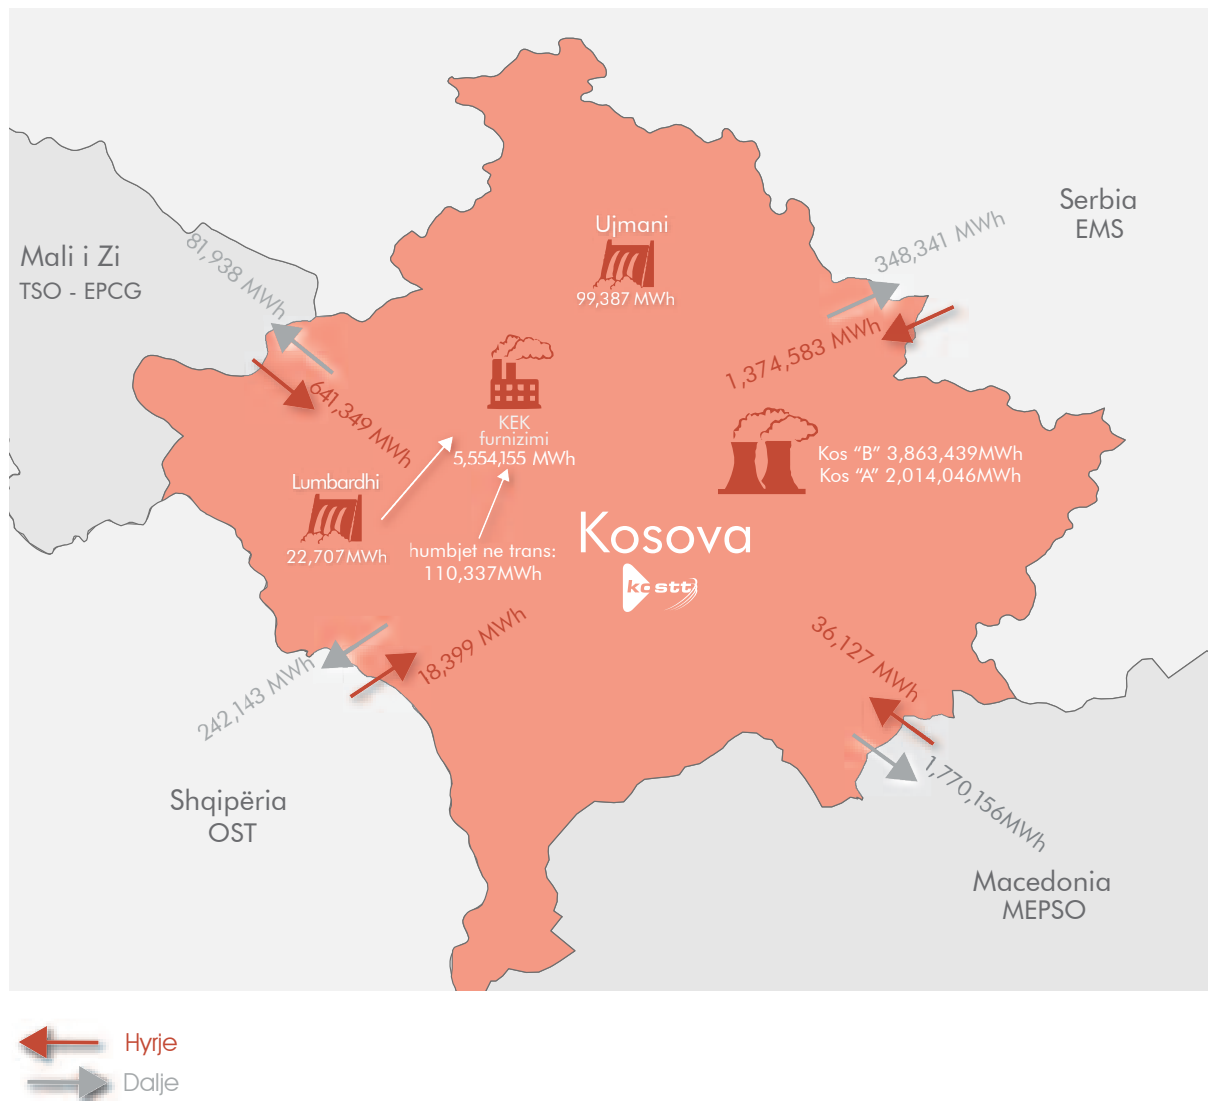 Serbia
EMS
348,341 MWh
1,374,583 MWh
Mali i Zi
TSO - EPCG
81,938 MWh
641,349 MWh
Ujmani
99,387 MWh
KEK
furnizimi
5,554,155 MWh
Kos "B" 3,863,439MWh
Kos "A" 2,014,046MWh
Lumbardhi
22,707MWh
humbjet ne trans:
110,337MWh
Kosova
kostt
18,399 MWh
242,143 MWh
36,127 MWh
1,770,156MWh
Shqipëria
OST
Macedonia
MEPSO
Hyrje
Dalje